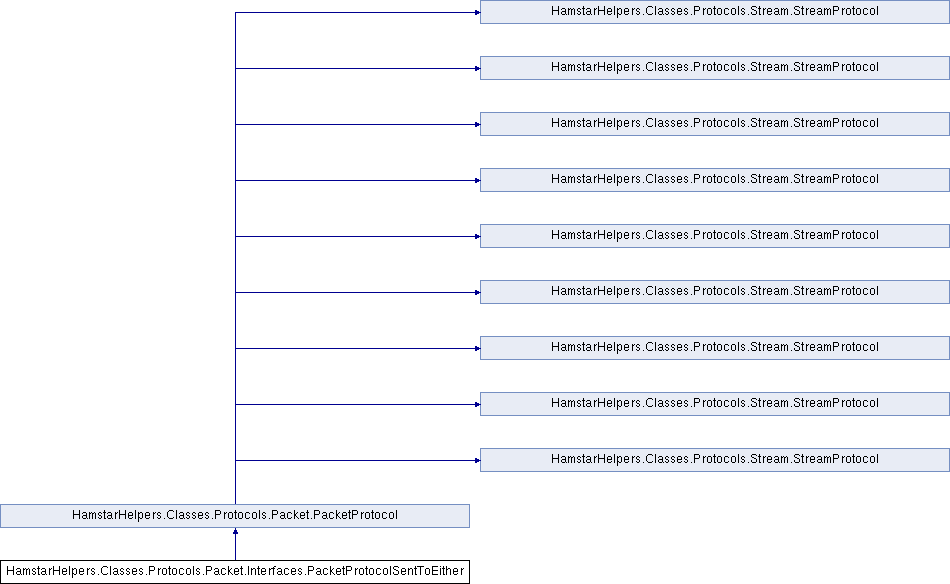 HamstarHelpers.Classes.Protocols.Stream.StreamProtocol
HamstarHelpers.Classes.Protocols.Stream.StreamProtocol
HamstarHelpers.Classes.Protocols.Stream.StreamProtocol
HamstarHelpers.Classes.Protocols.Stream.StreamProtocol
HamstarHelpers.Classes.Protocols.Stream.StreamProtocol
HamstarHelpers.Classes.Protocols.Stream.StreamProtocol
HamstarHelpers.Classes.Protocols.Stream.StreamProtocol
HamstarHelpers.Classes.Protocols.Stream.StreamProtocol
HamstarHelpers.Classes.Protocols.Stream.StreamProtocol
HamstarHelpers.Classes.Protocols.Packet.PacketProtocol
HamstarHelpers.Classes.Protocols.Packet.Interfaces.PacketProtocolSentToEither